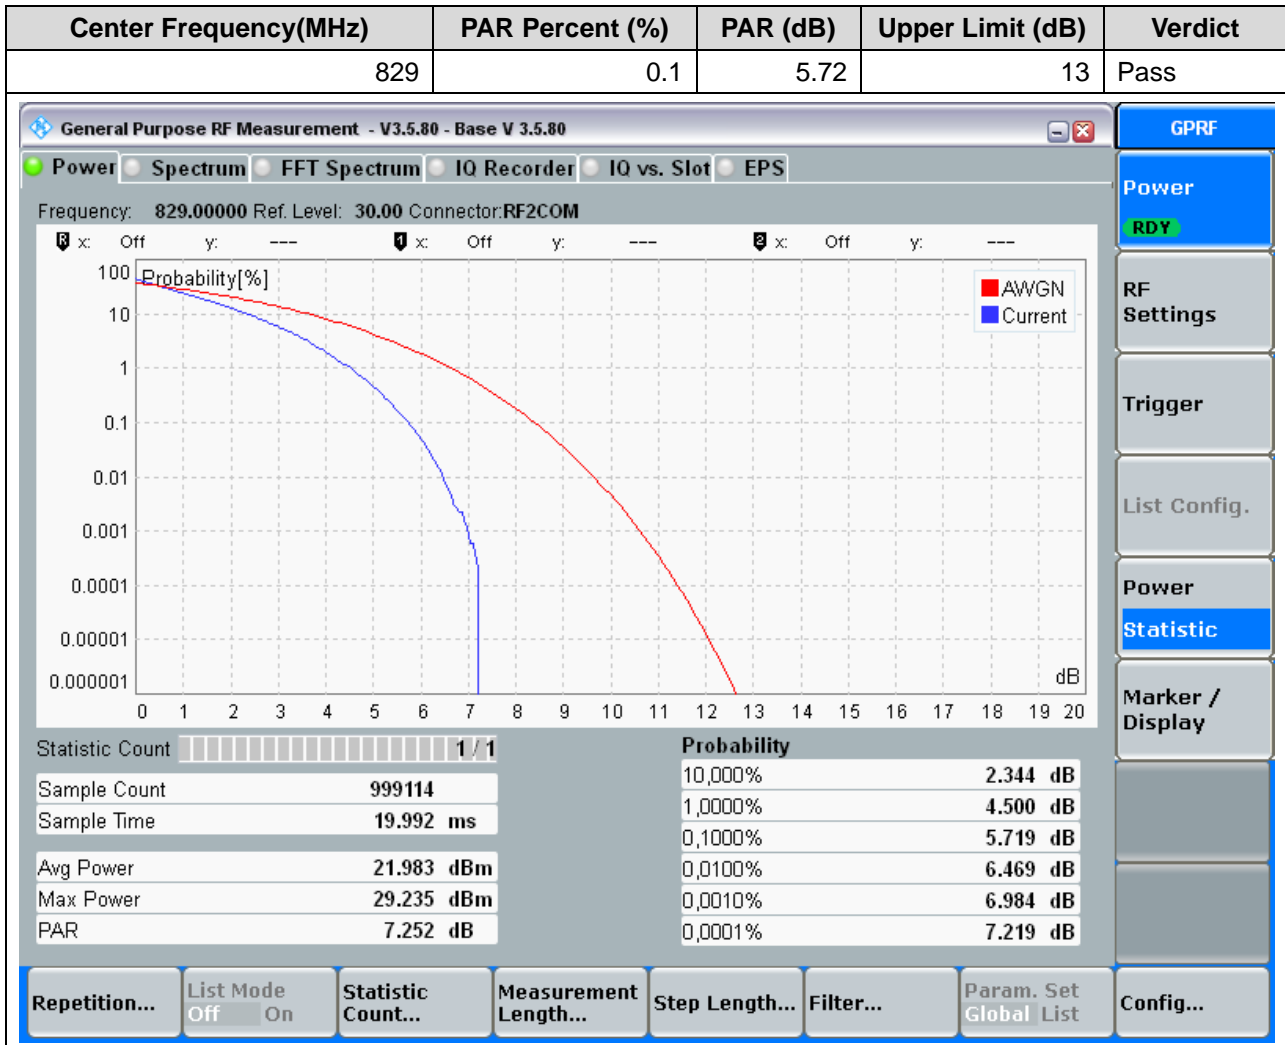 Center Frequency(MHz) PAR Percent (%) PAR (dB) Upper Limit (dB) Verdict
829 0.1 5.72 13 Pass
General Purpose RF Measurement - V3.5.80 - Base V 3.5.80
GPRF
Power Spectrum FFT Spectrum IQ Recorder IQ vs. Slot EPS
Frequency: 829.00000 Ref. Level: 30.00 Connector:RF2COM
R x: Off y: --- 1 x: Off y: --- 2 x: Off y: ---
Probability[%]
AWGN
Current
100
10
1
0.1
0.01
0.001
0.0001
0.00001
0.000001
dB
0 1 2 3 4 5 6 7 8 9 10 11 12 13 14 15 16 17 18 19 20
Statistic Count 1 / 1
Sample Count 999114
Sample Time 19.992 ms
Avg Power 21.983 dBm
Max Power 29.235 dBm
PAR 7.252 dB
Probability
10,000% 2.344 dB
1,0000% 4.500 dB
0,1000% 5.719 dB
0,0100% 6.469 dB
0,0010% 6.984 dB
0,0001% 7.219 dB
Power
RDY
RF
Settings
Trigger
List Config.
Power
Statistic
Marker /
Display
Repetition...
List Mode
Off On
Statistic
Count...
Measurement
Length...
Step Length...
Filter...
Param. Set
Global List
Config...